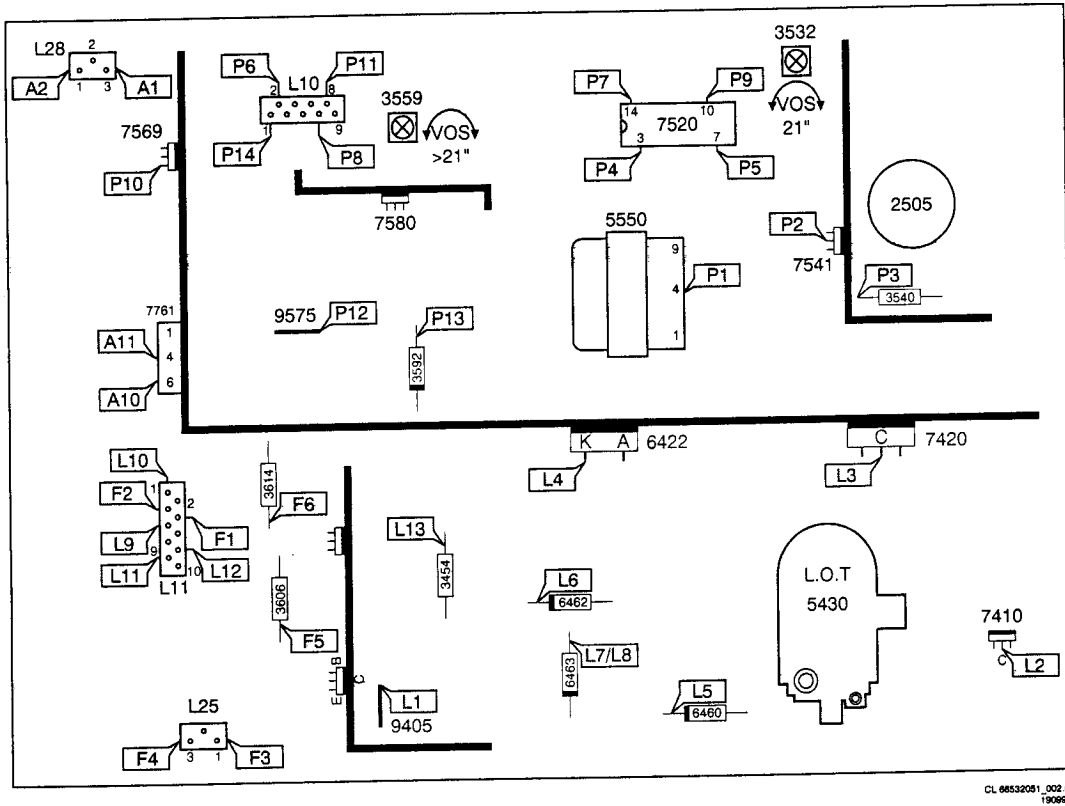 L28
2
A2
1
3
A1
7569
P10
P6
L10
P11
2
8
1
9
P14
P8
3559
VOS
>21"
7580
3532
VOS
21"
P7
P9
14
10
7520
3
7
P4
P5
2505
5550
9
4
1
P1
P2
7541
P3
3540
7761
1
4
6
A11
A10
9575
P12
P13
3592
K
A
6422
L4
C
7420
L3
L10
1
F2
2
L9
F1
9
L11
L12
10
L11
3614
F6
3606
F5
L13
3454
L6
6462
L7/L8
6463
L5
6460
L.O.T
5430
7410
C
L2
B
C
E
L1
9405
L25
F4
3
1
F3
CL 66532051_002